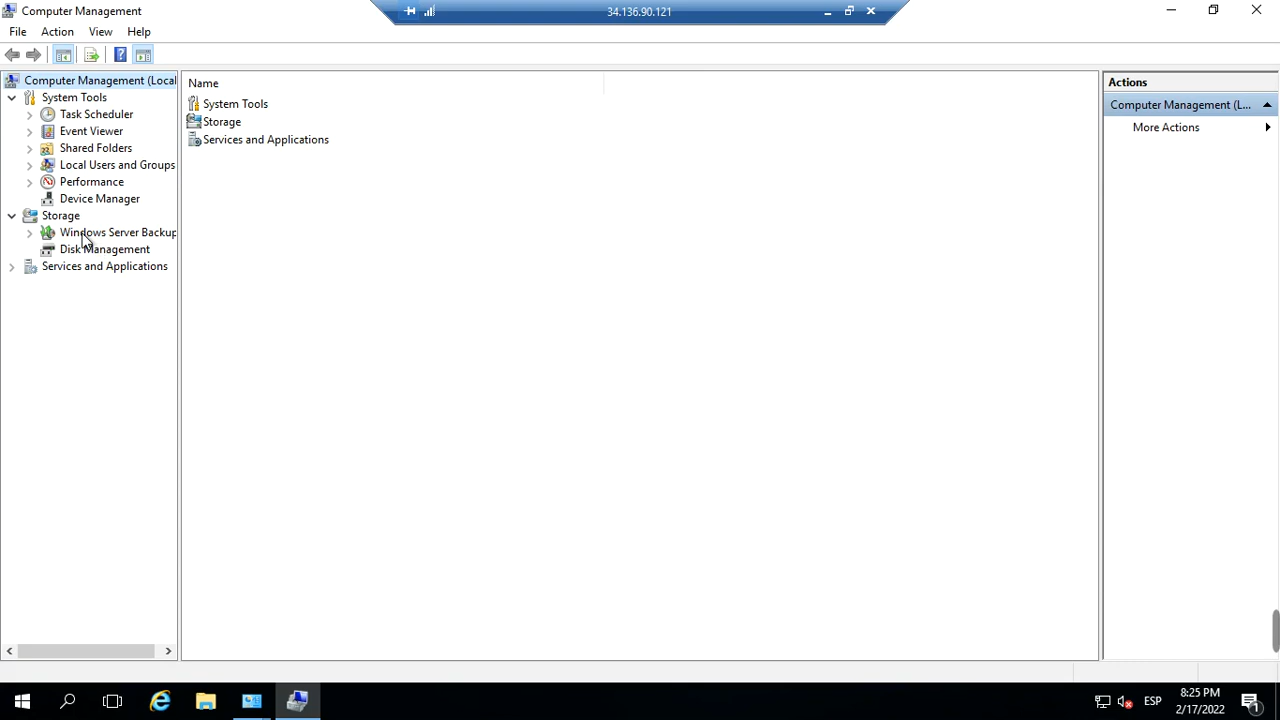 Computer Management
34.136.90.121
File Action View Help
Computer Management (Local
System Tools
Task Scheduler
Event Viewer
Shared Folders
Local Users and Groups
Performance
Device Manager
Storage
Windows Server Backup
Disk Management
Services and Applications
Name
System Tools
Storage
Services and Applications
Actions
Computer Management (L...
More Actions
ESP
8:25 PM
2/17/2022
1